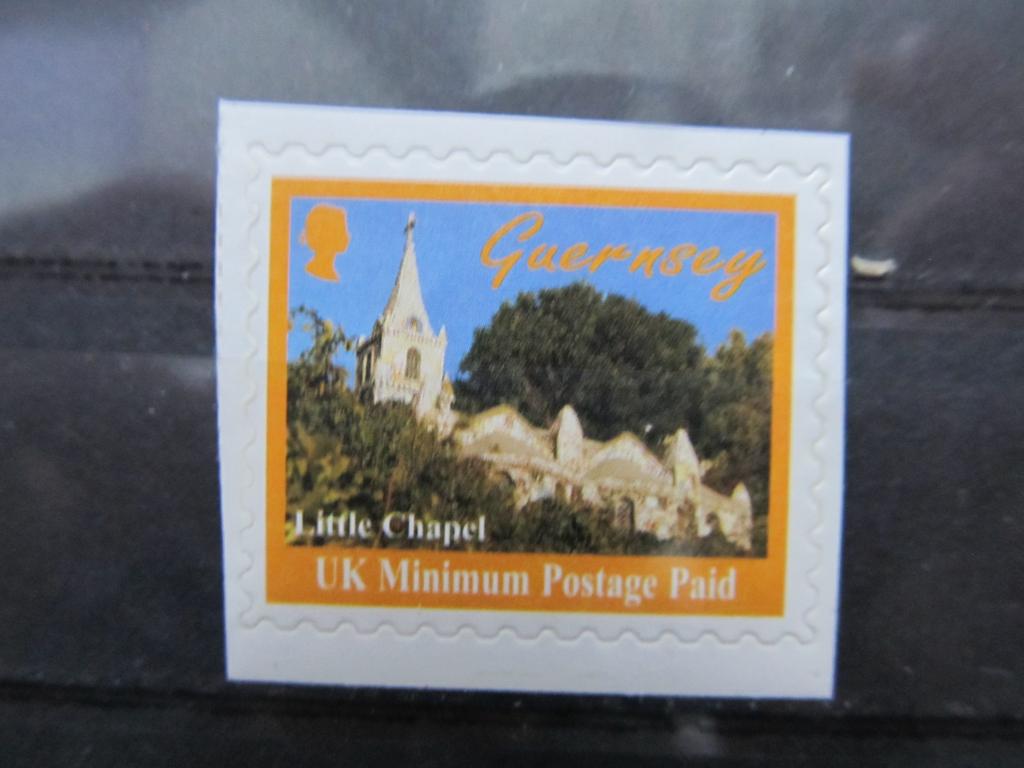 Guernsey
Little Chapel
UK Minimum Postage Paid